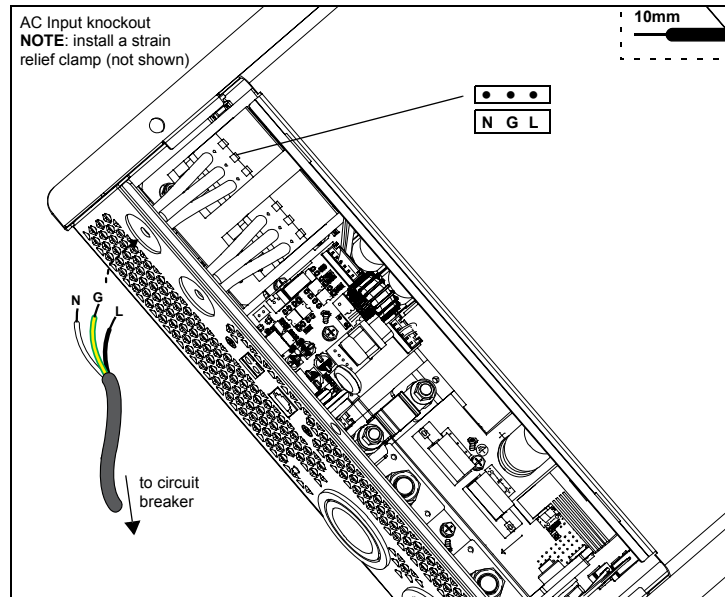 AC Input knockout
NOTE: install a strain
relief clamp (not shown)
10mm
N G L
N
G
L
to circuit
breaker